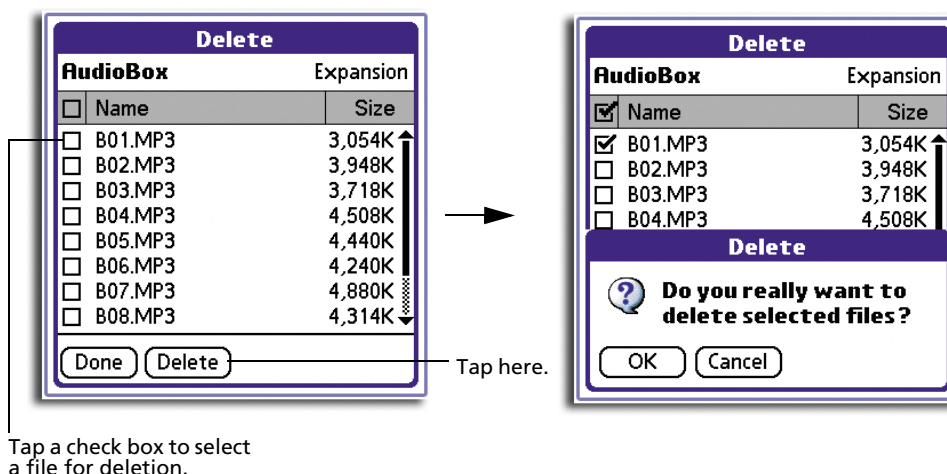 Delete
AudioBox Expansion
Name Size
B01.MP3 3,054K
B02.MP3 3,948K
B03.MP3 3,718K
B04.MP3 4,508K
B05.MP3 4,440K
B06.MP3 4,240K
B07.MP3 4,880K
B08.MP3 4,314K
Done Delete
Tap here.
Tap a check box to select
a file for deletion.
Delete
AudioBox Expansion
Name Size
B01.MP3 3,054K
B02.MP3 3,948K
B03.MP3 3,718K
B04.MP3 4,508K
Delete
Do you really want to
delete selected files?
OK Cancel